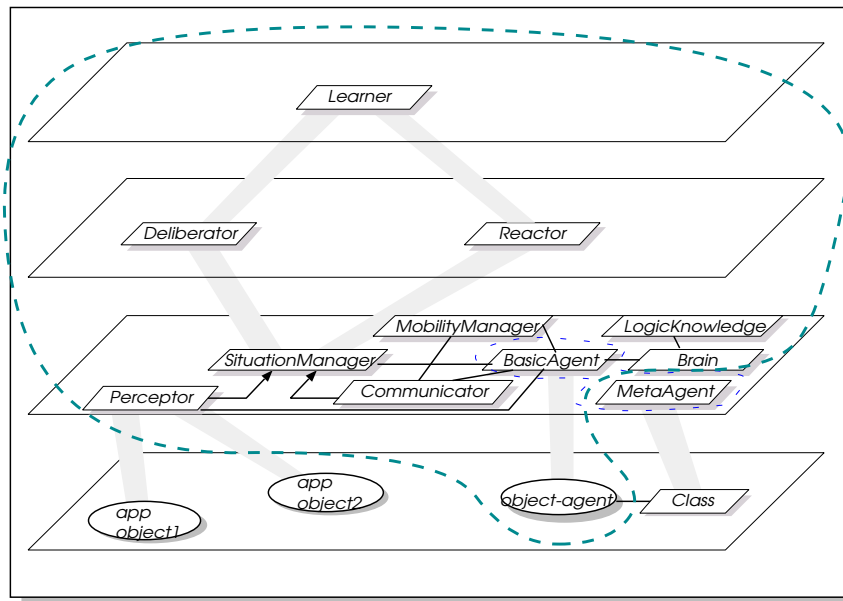 Learner
Deliberator
Reactor
MobilityManager
LogicKnowledge
SituationManager
BasicAgent
Brain
Perceptor
Communicator
MetaAgent
app
object2
app
object1
object-agent
Class